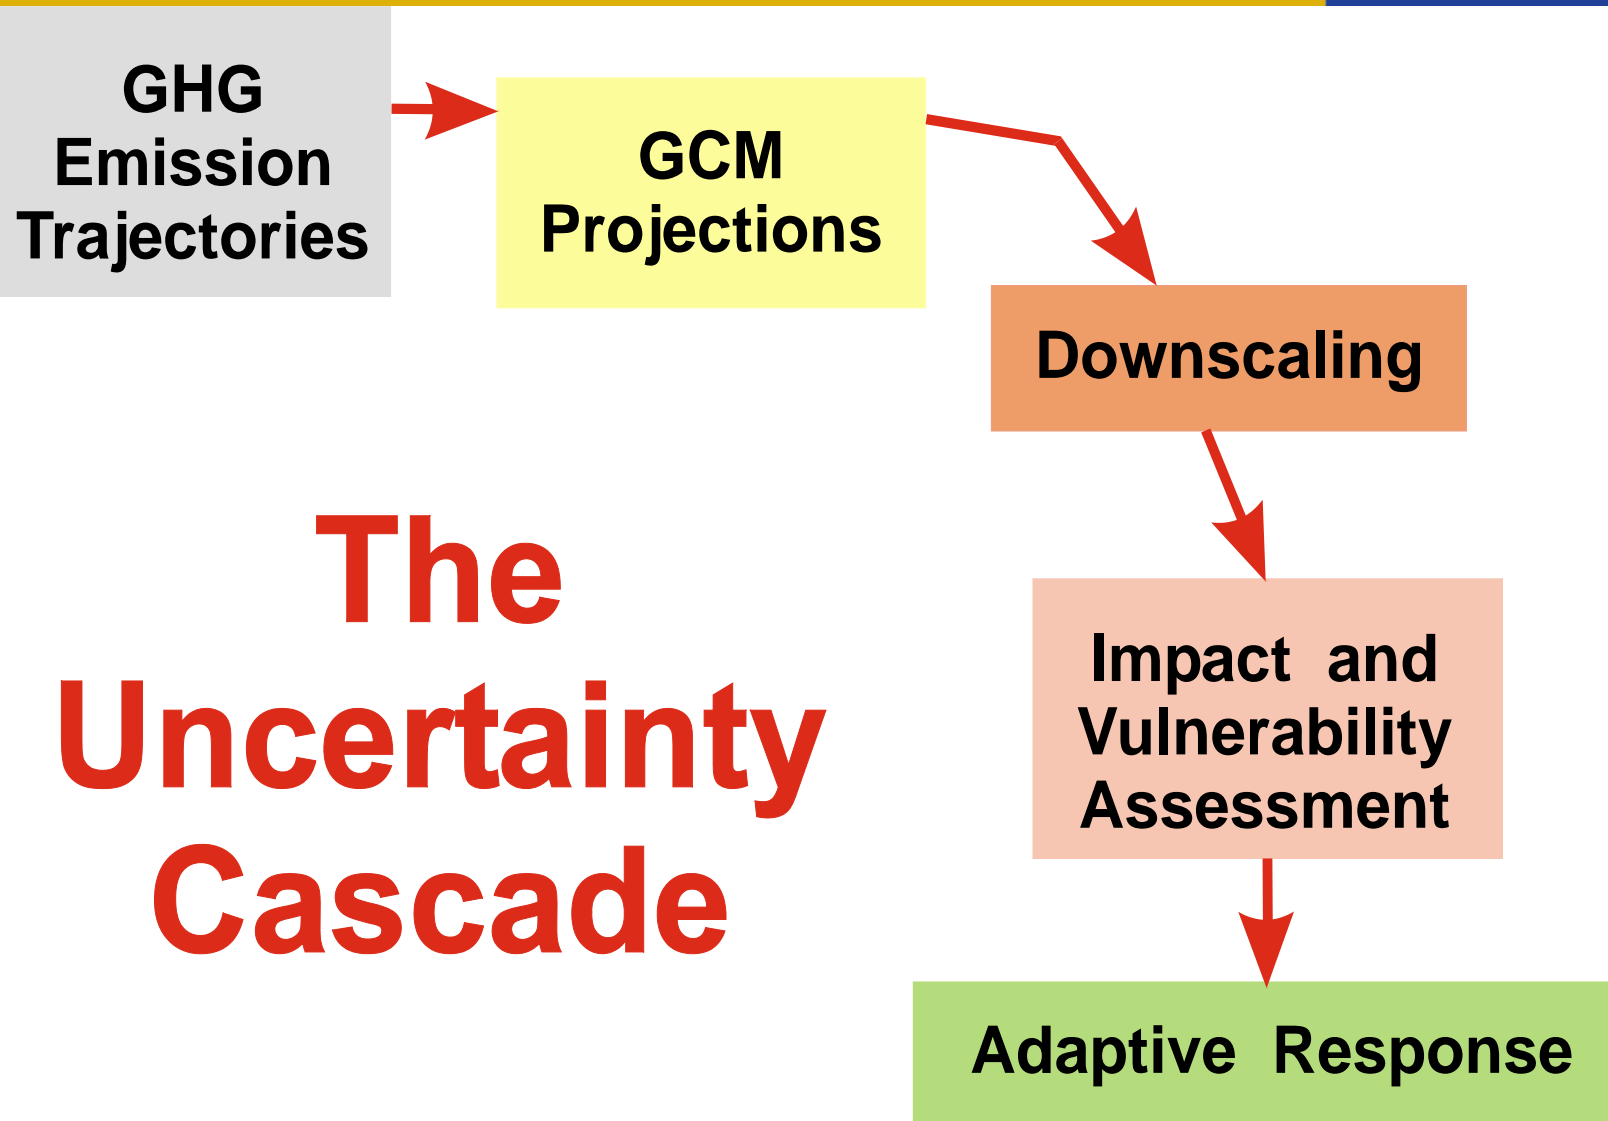 GHG
Emission
Trajectories
GCM
Projections
Downscaling
The
Uncertainty
Cascade
Impact and
Vulnerability
Assessment
Adaptive Response